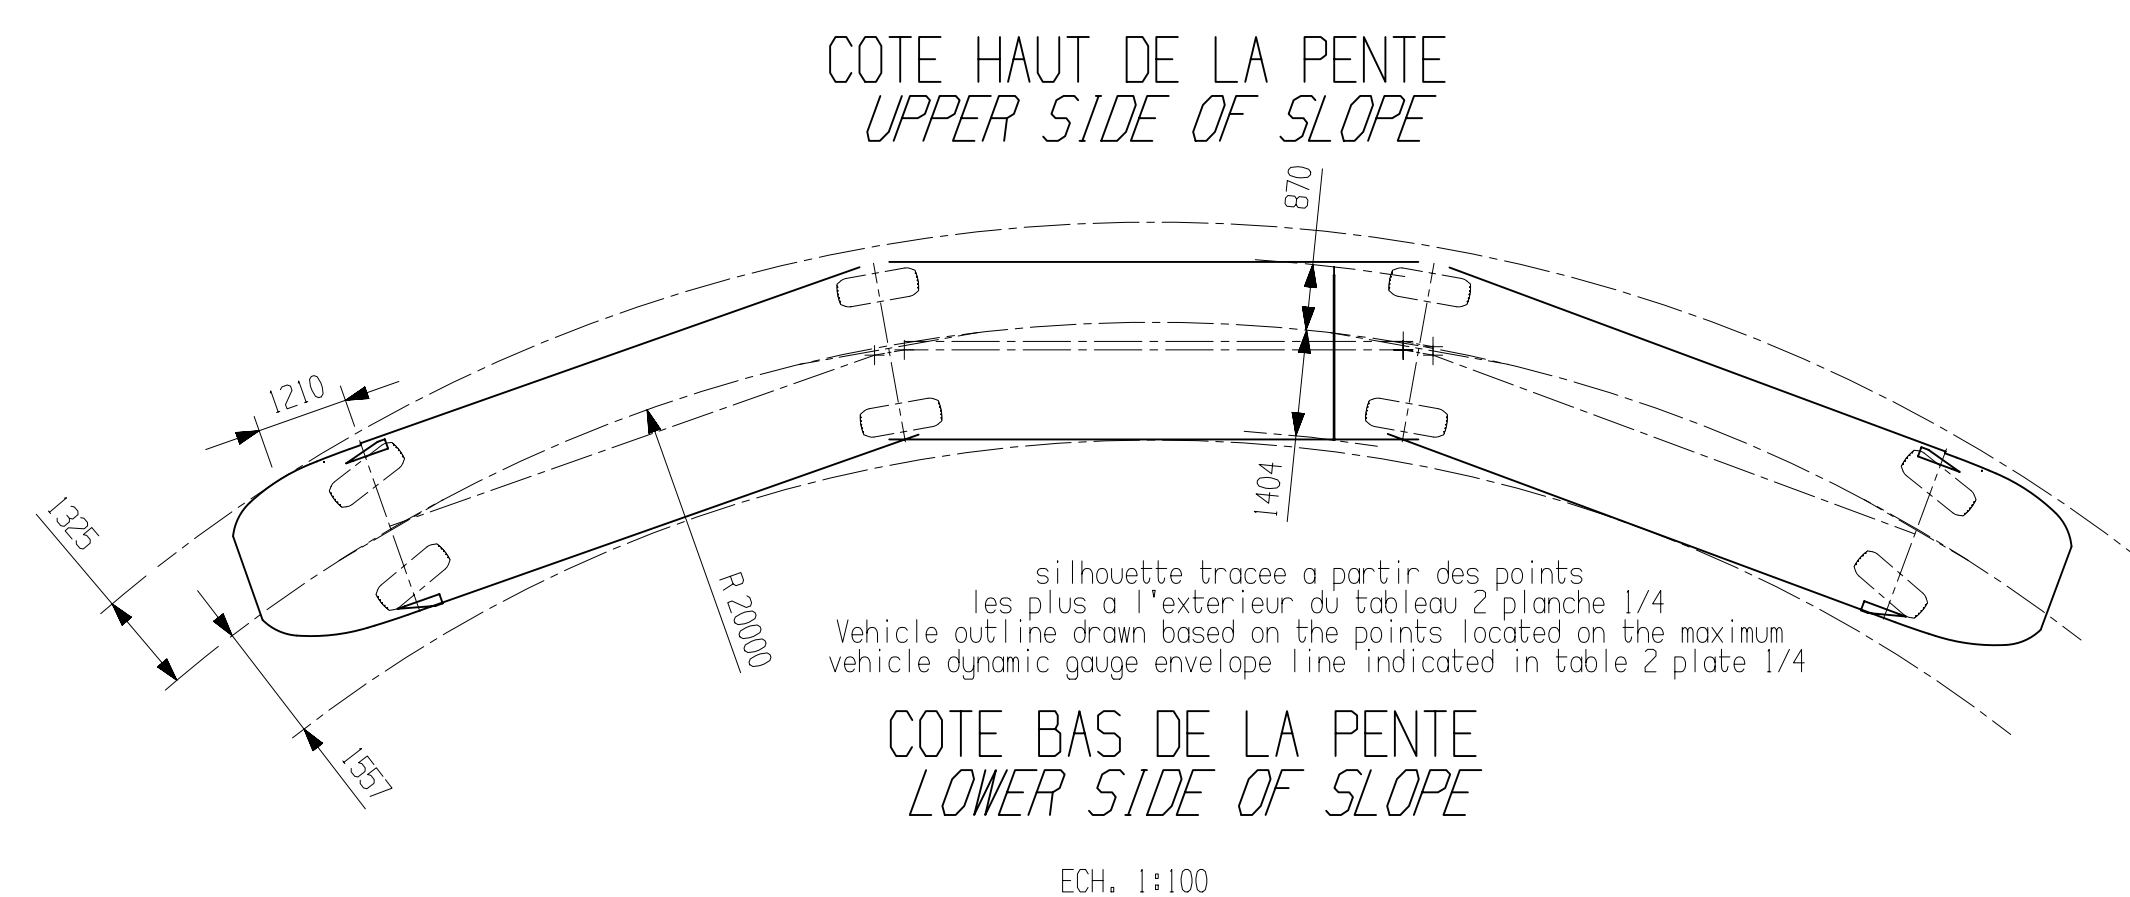 COTE HAUT DE LA PENTE
UPPER SIDE OF SLOPE
870
1210
1325
1404
R 20000
silhouette tracee a partir des points
les plus a l'exterieur du tableau 2 planche 1/4
Vehicle outline drawn based on the points located on the maximum
vehicle dynamic gauge envelope line indicated in table 2 plate 1/4
1557
COTE BAS DE LA PENTE
LOWER SIDE OF SLOPE
ECH. 1:100